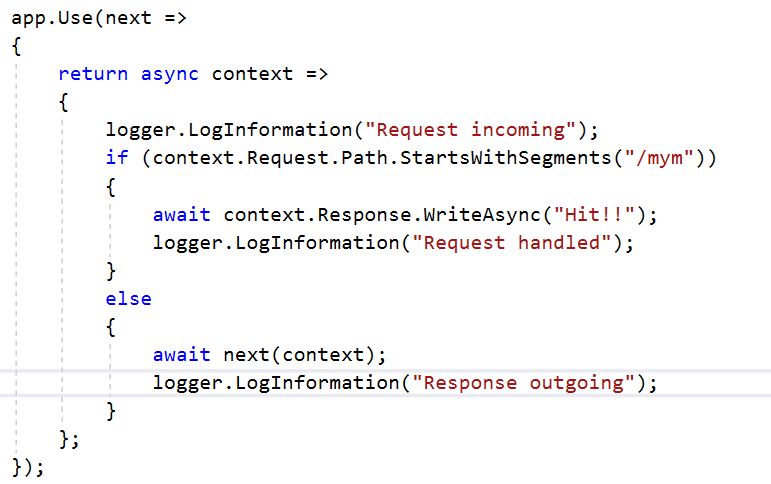 app.Use(next =>
{
    return async context =>
    {
        logger.LogInformation("Request incoming");
        if (context.Request.Path.StartsWithSegments("/mym"))
        {
            await context.Response.WriteAsync("Hit!!");
            logger.LogInformation("Request handled");
        }
        else
        {
            await next(context);
            logger.LogInformation("Response outgoing");
        }
    };
});